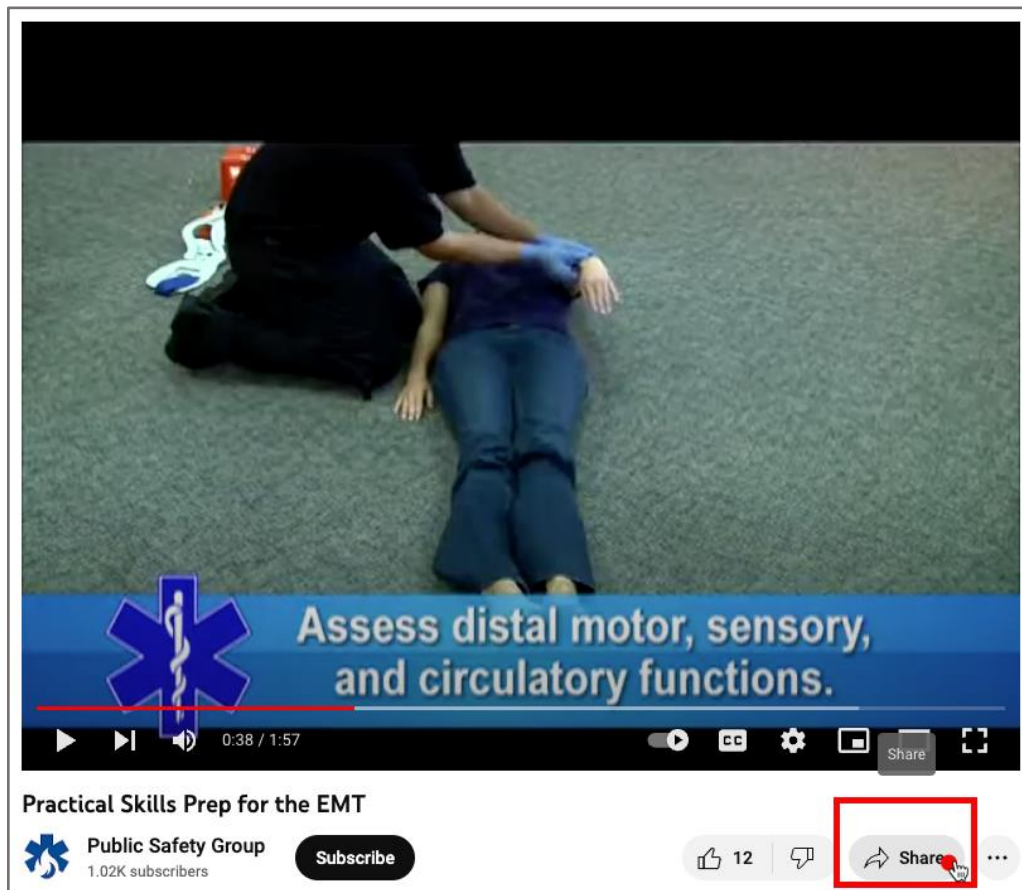 Assess distal motor, sensory,
and circulatory functions.
0:38 / 1:57
CC
Share
Practical Skills Prep for the EMT
Public Safety Group
1.02K subscribers
Subscribe
12
Share